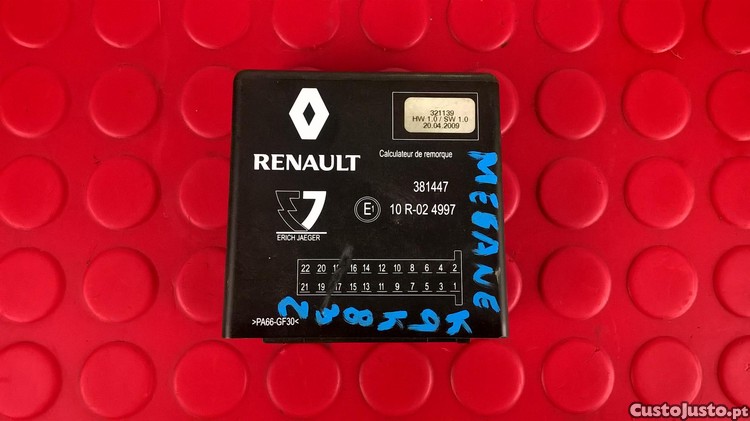 321139
HW 1.0 / SW 1.0
20.04.2009
RENAULT
Calculateur de remorque
381447
E1 10 R-02 4997
ERICH JAEGER
22 20 18 16 14 12 10 8 6 4 2
21 19 17 15 13 11 9 7 5 3 1
>PA66-GF30<
MEGANE
K9K832
CustoJusto.pt